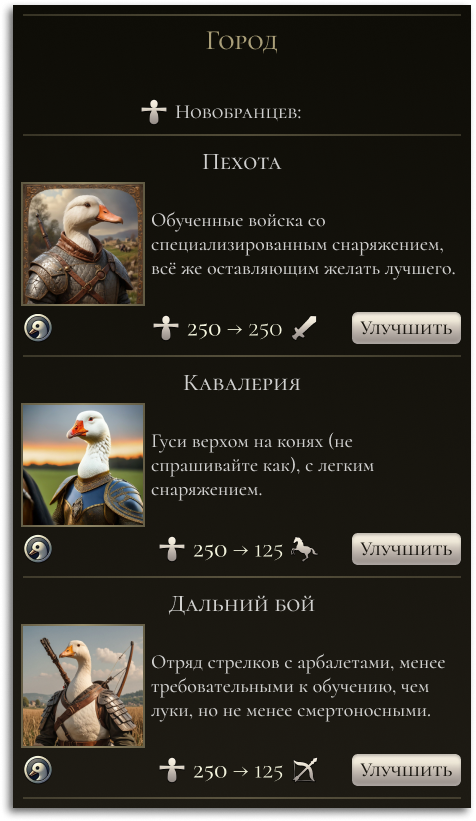 Город
Новобранцев:
Пехота
Обученные войска со
специализированным снаряжением,
всё же оставляющим желать лучшего.
250 → 250
Улучшить
Кавалерия
Гуси верхом на конях (не
спрашивайте как), с легким
снаряжением.
250 → 125
Улучшить
Дальний бой
Отряд стрелков с арбалетами, менее
требовательными к обучению, чем
луки, но не менее смертоносными.
250 → 125
Улучшить